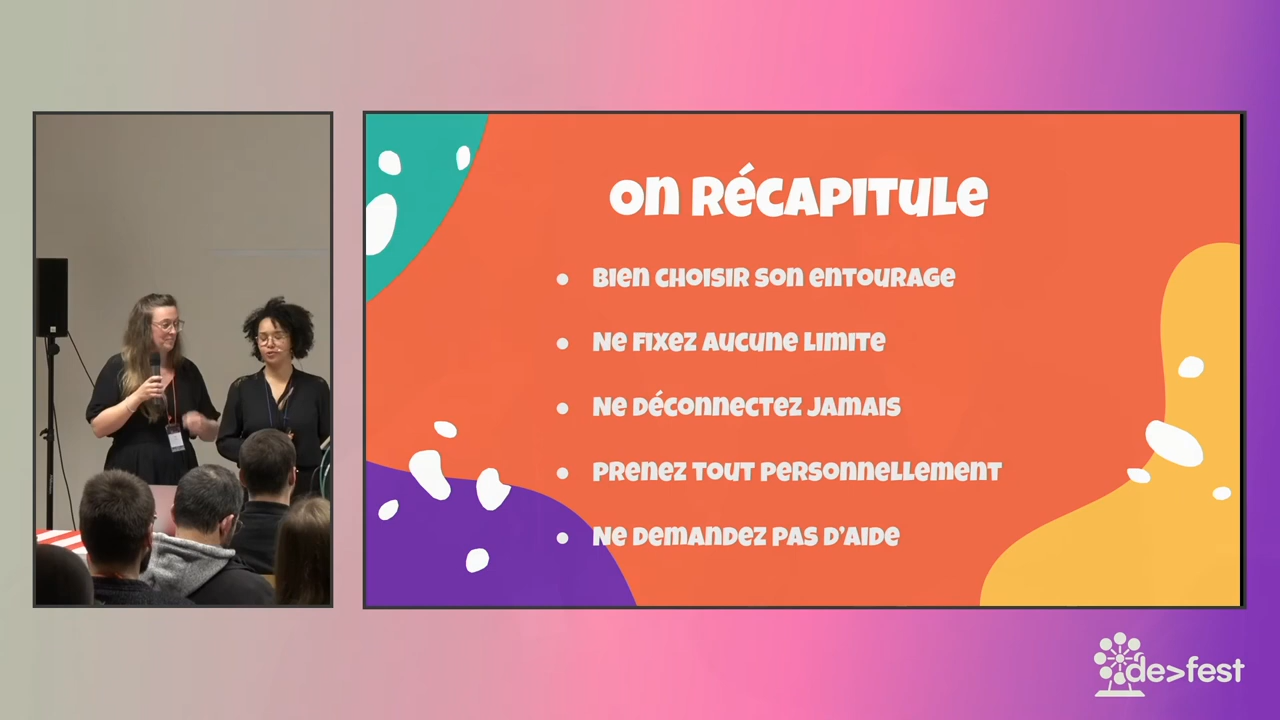 On récapitule
Bien choisir son entourage
Ne fixez aucune limite
Ne déconnectez jamais
Prenez tout personnellement
Ne demandez pas d'aide
de>fest